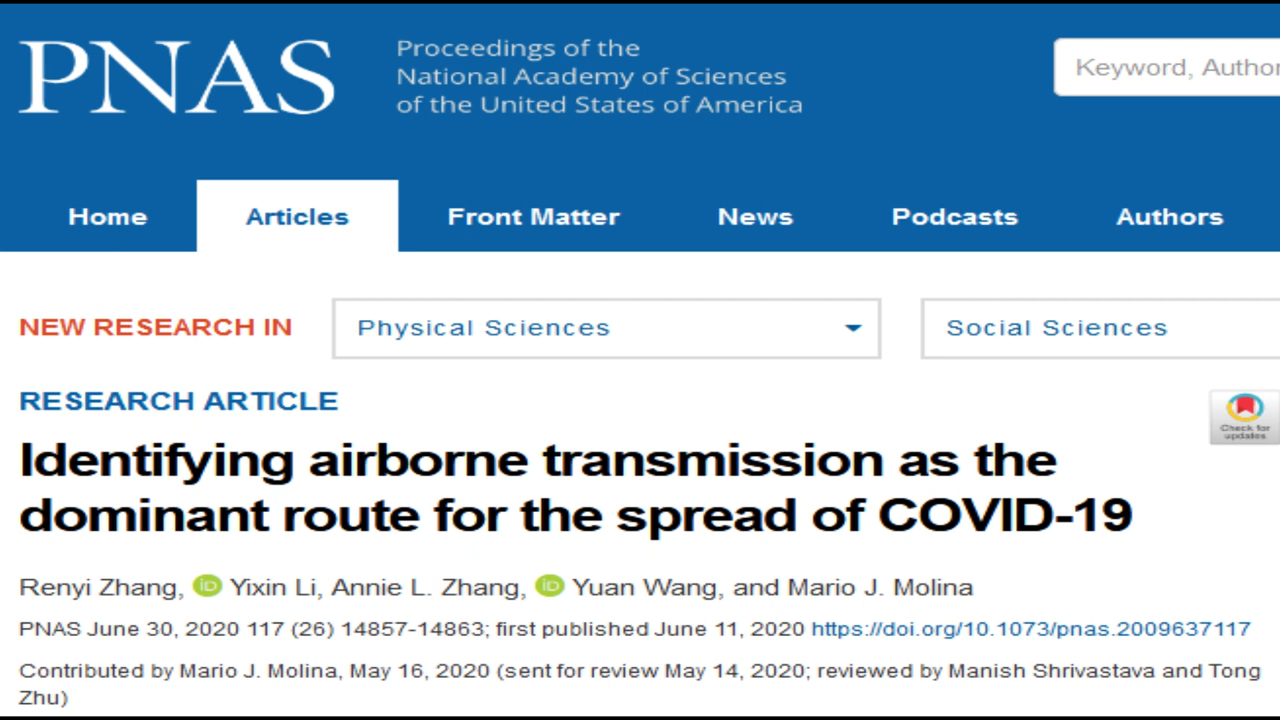 PNAS
Proceedings of the
National Academy of Sciences
of the United States of America
Keyword, Author
Home Articles Front Matter News Podcasts Authors
NEW RESEARCH IN Physical Sciences Social Sciences
RESEARCH ARTICLE
Check for
updates
Identifying airborne transmission as the
dominant route for the spread of COVID-19
Renyi Zhang, iD Yixin Li, Annie L. Zhang, iD Yuan Wang, and Mario J. Molina
PNAS June 30, 2020 117 (26) 14857-14863; first published June 11, 2020 https://doi.org/10.1073/pnas.2009637117
Contributed by Mario J. Molina, May 16, 2020 (sent for review May 14, 2020; reviewed by Manish Shrivastava and Tong
Zhu)